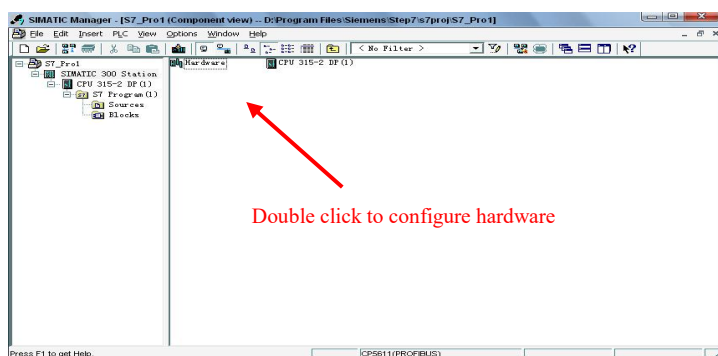 SIMATIC Manager - [S7_Pro1 (Component view) -- D:\Program Files\Siemens\Step7\s7proj\S7_Pro1]
File Edit Insert PLC View Options Window Help
< No Filter >
S7_Pro1
SIMATIC 300 Station
CPU 315-2 DP(1)
S7 Program(1)
Sources
Blocks
Hardware CPU 315-2 DP(1)
Double click to configure hardware
Press F1 to get Help. CP5611(PROFIBUS)